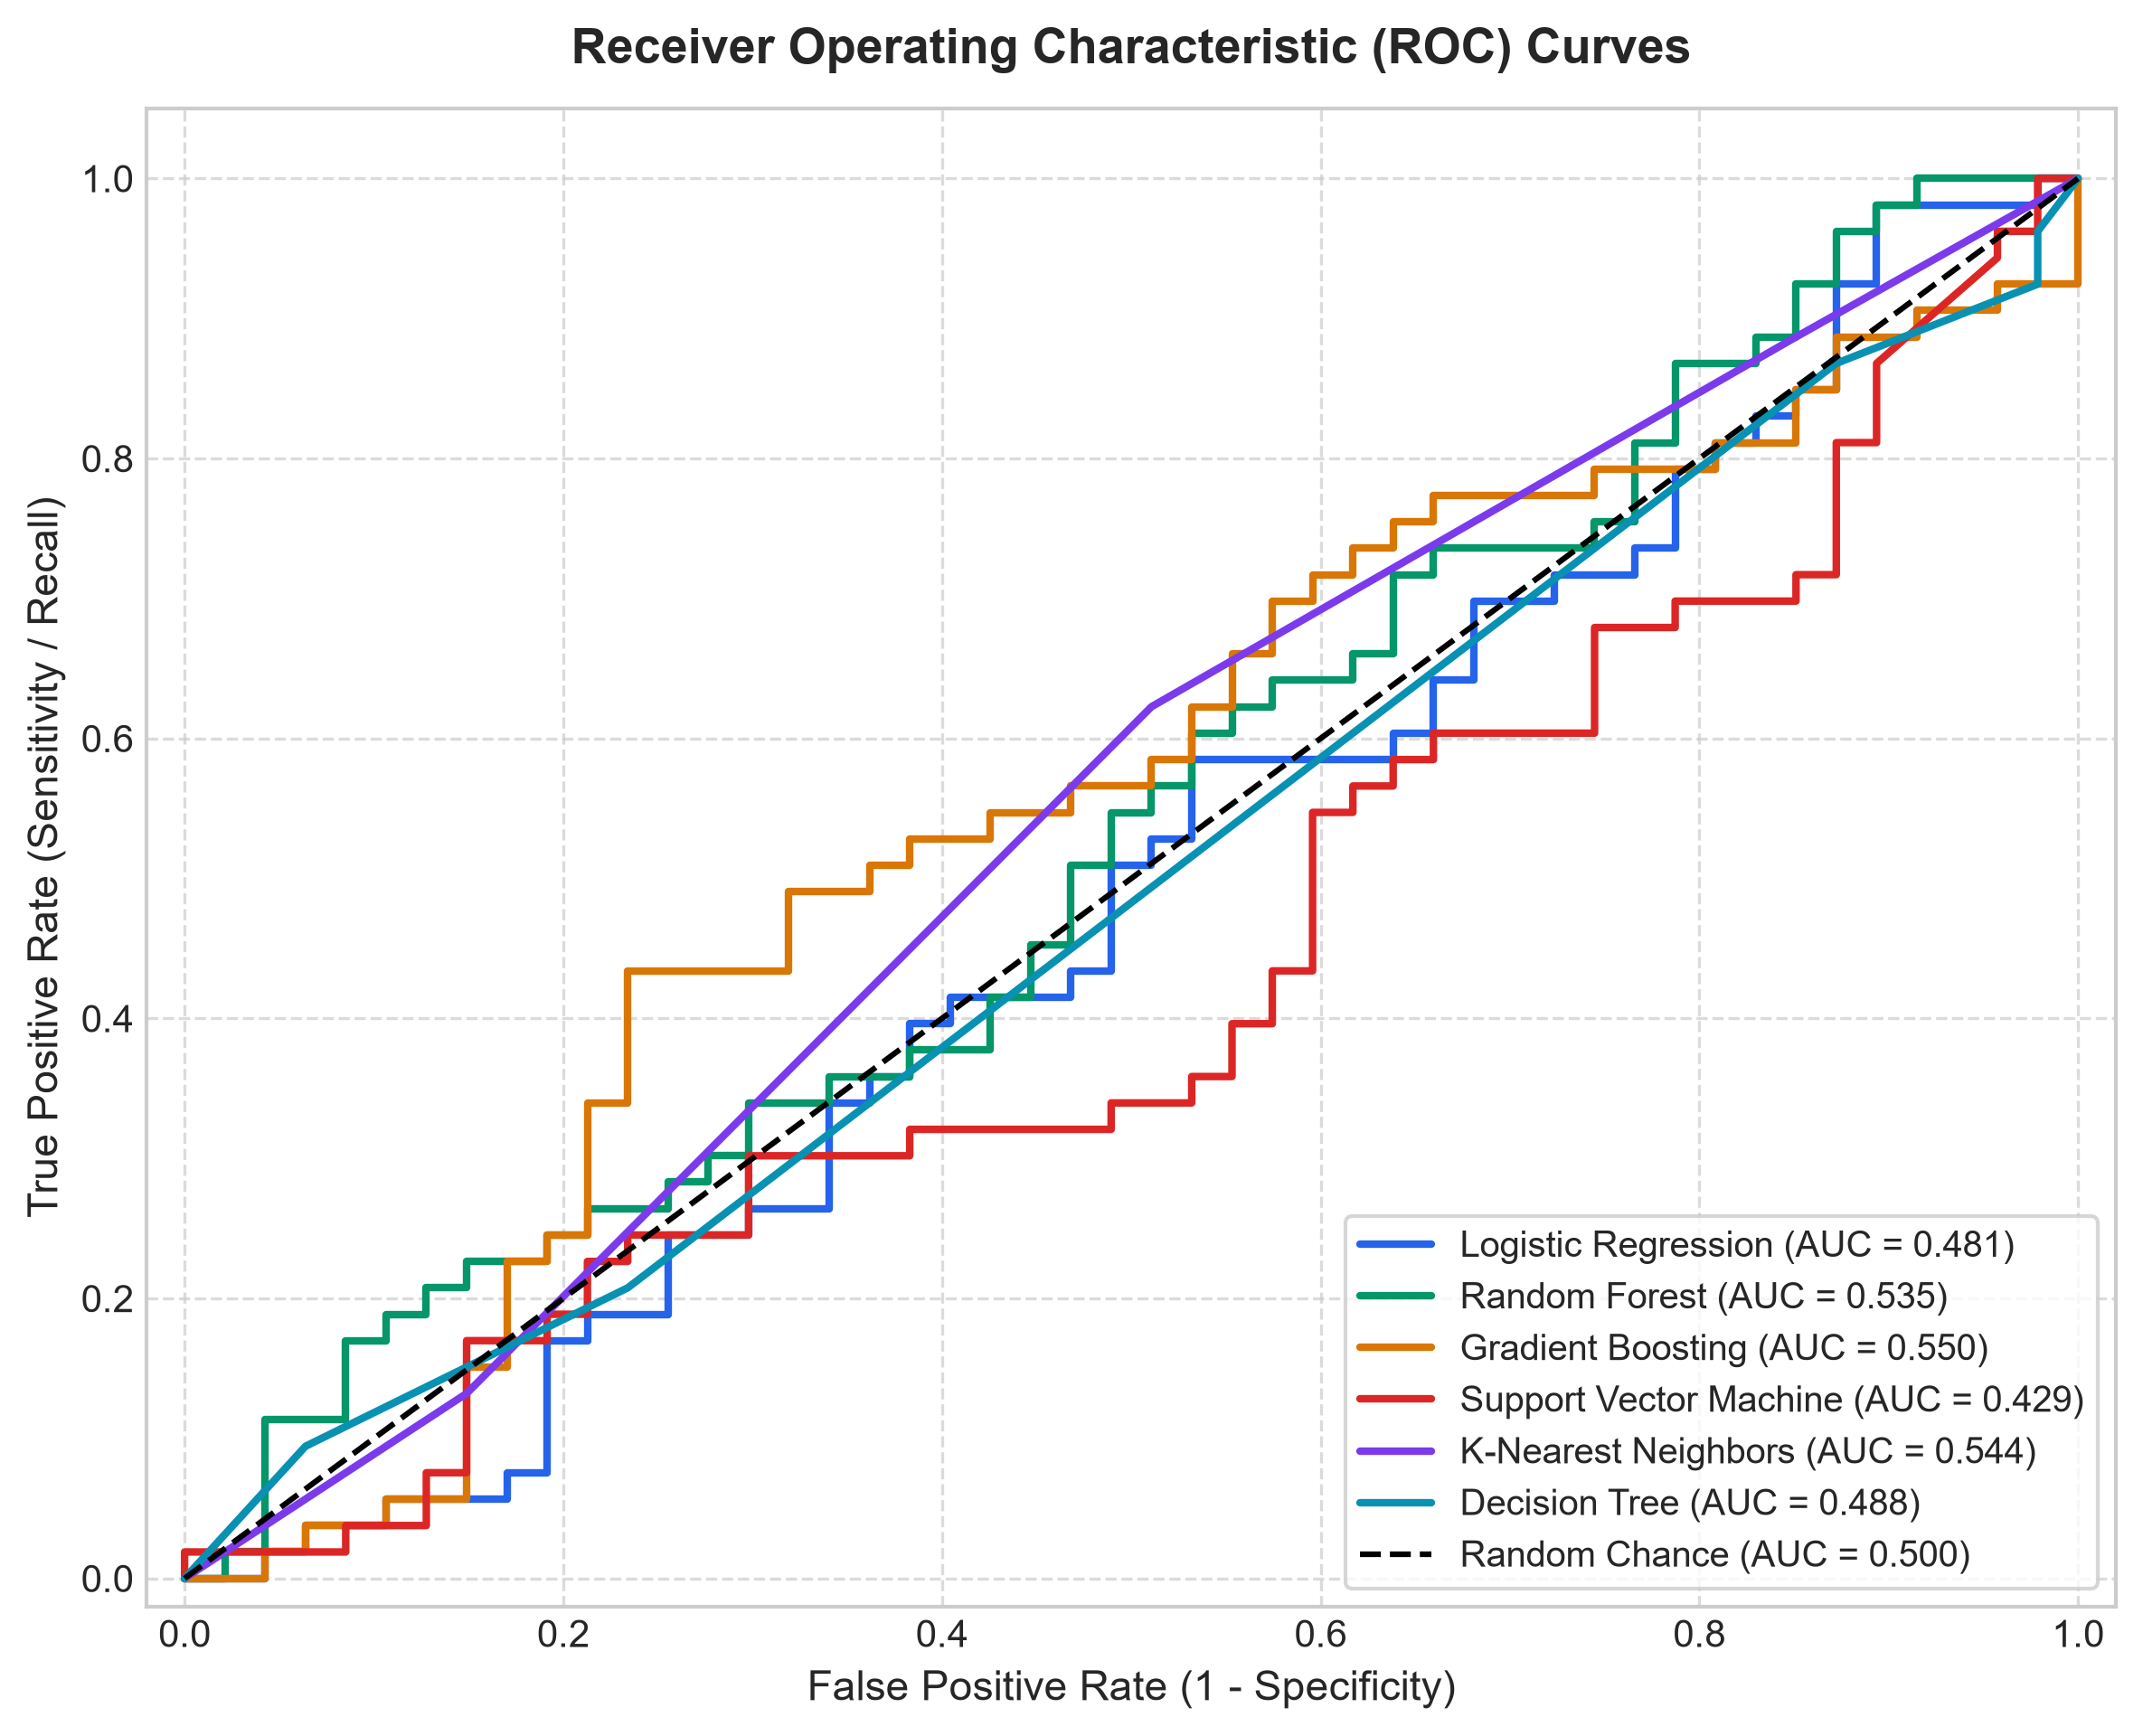 Receiver Operating Characteristic (ROC) Curves
True Positive Rate (Sensitivity / Recall)
1.0
0.8
0.6
0.4
0.2
0.0
Logistic Regression (AUC = 0.481)
Random Forest (AUC = 0.535)
Gradient Boosting (AUC = 0.550)
Support Vector Machine (AUC = 0.429)
K-Nearest Neighbors (AUC = 0.544)
Decision Tree (AUC = 0.488)
Random Chance (AUC = 0.500)
0.0 0.2 0.4 0.6 0.8 1.0
False Positive Rate (1 - Specificity)